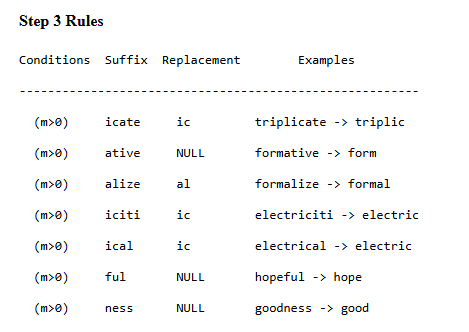 Step 3 Rules
Conditions Suffix Replacement Examples
--------------------------------------------------------
(m>0) icate ic triplicate -> triplic
(m>0) ative NULL formative -> form
(m>0) alize al formalize -> formal
(m>0) iciti ic electriciti -> electric
(m>0) ical ic electrical -> electric
(m>0) ful NULL hopeful -> hope
(m>0) ness NULL goodness -> good